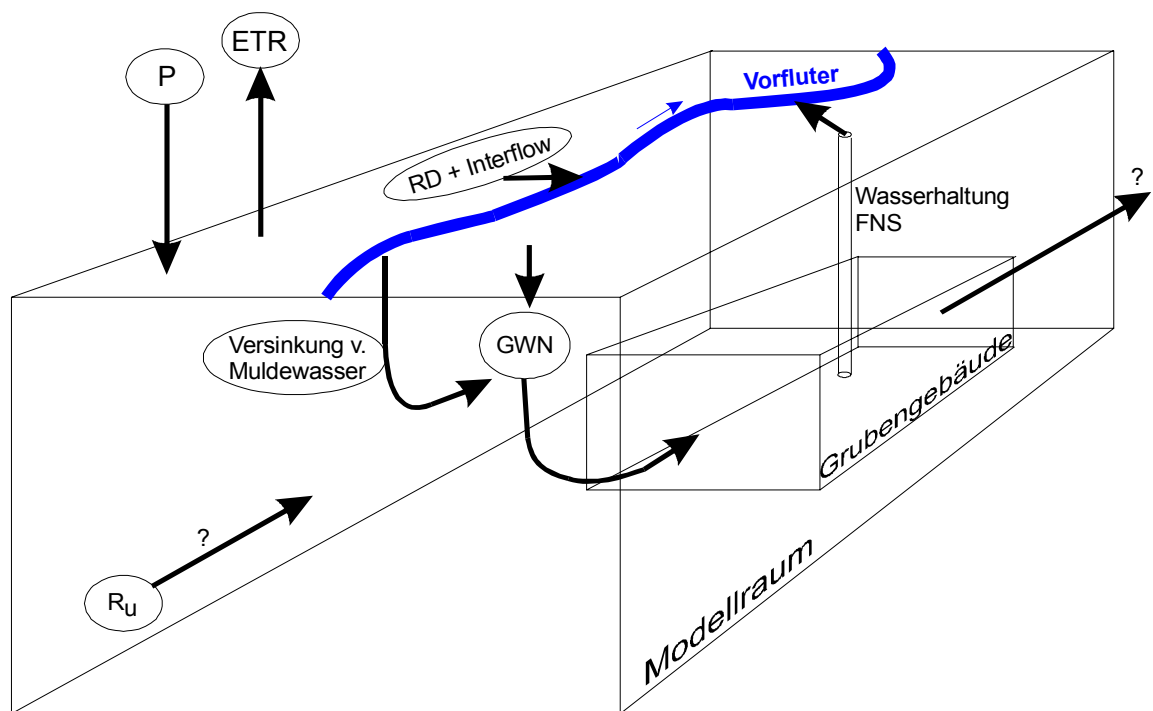 ETR
P
Vorfluter
RD + Interflow
?
Wasserhaltung
FNS
Versinkung v.
Muldewasser
GWN
Grubengebäude
?
Ru
Modellraum